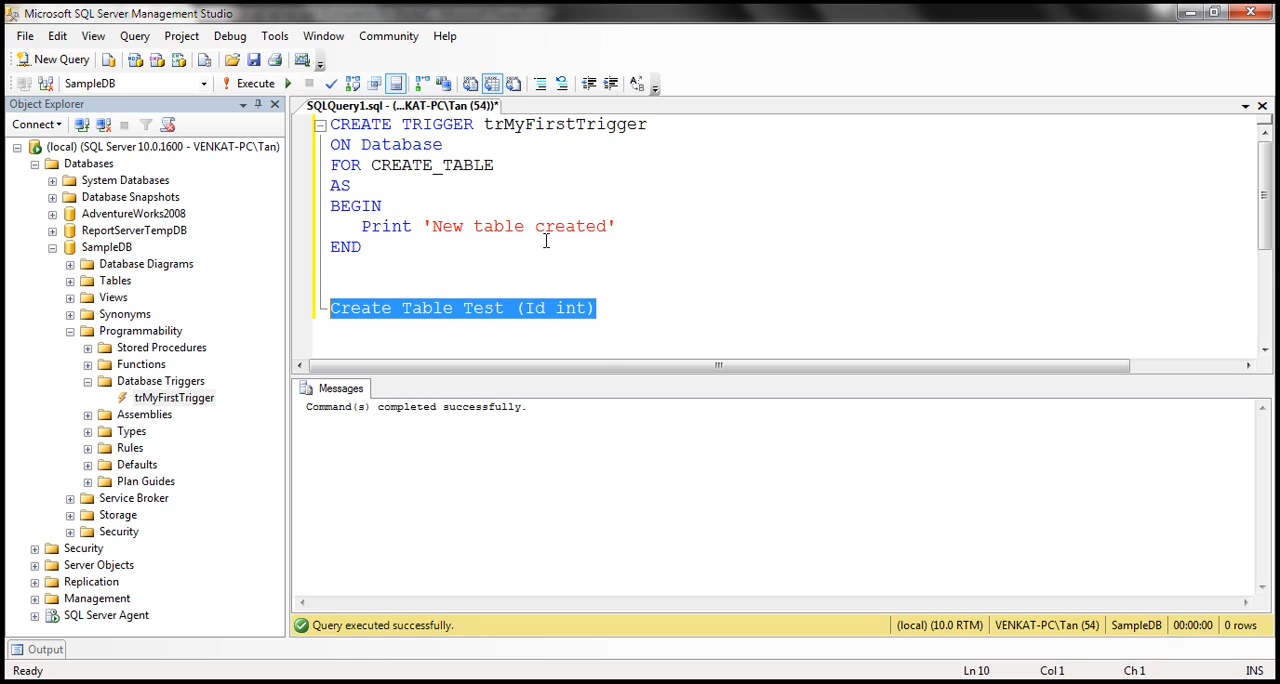 Microsoft SQL Server Management Studio
File Edit View Query Project Debug Tools Window Community Help
New Query
SampleDB Execute
Object Explorer
SQLQuery1.sql - (...KAT-PC\Tan (54))*
Connect
(local) (SQL Server 10.0.1600 - VENKAT-PC\Tan)
Databases
System Databases
Database Snapshots
AdventureWorks2008
ReportServerTempDB
SampleDB
Database Diagrams
Tables
Views
Synonyms
Programmability
Stored Procedures
Functions
Database Triggers
trMyFirstTrigger
Assemblies
Types
Rules
Defaults
Plan Guides
Service Broker
Storage
Security
Security
Server Objects
Replication
Management
SQL Server Agent
CREATE TRIGGER trMyFirstTrigger
ON Database
FOR CREATE_TABLE
AS
BEGIN
Print 'New table created'
END
Create Table Test (Id int)
Messages
Command(s) completed successfully.
Query executed successfully. (local) (10.0 RTM) VENKAT-PC\Tan (54) SampleDB 00:00:00 0 rows
Output
Ready Ln 10 Col 1 Ch 1 INS